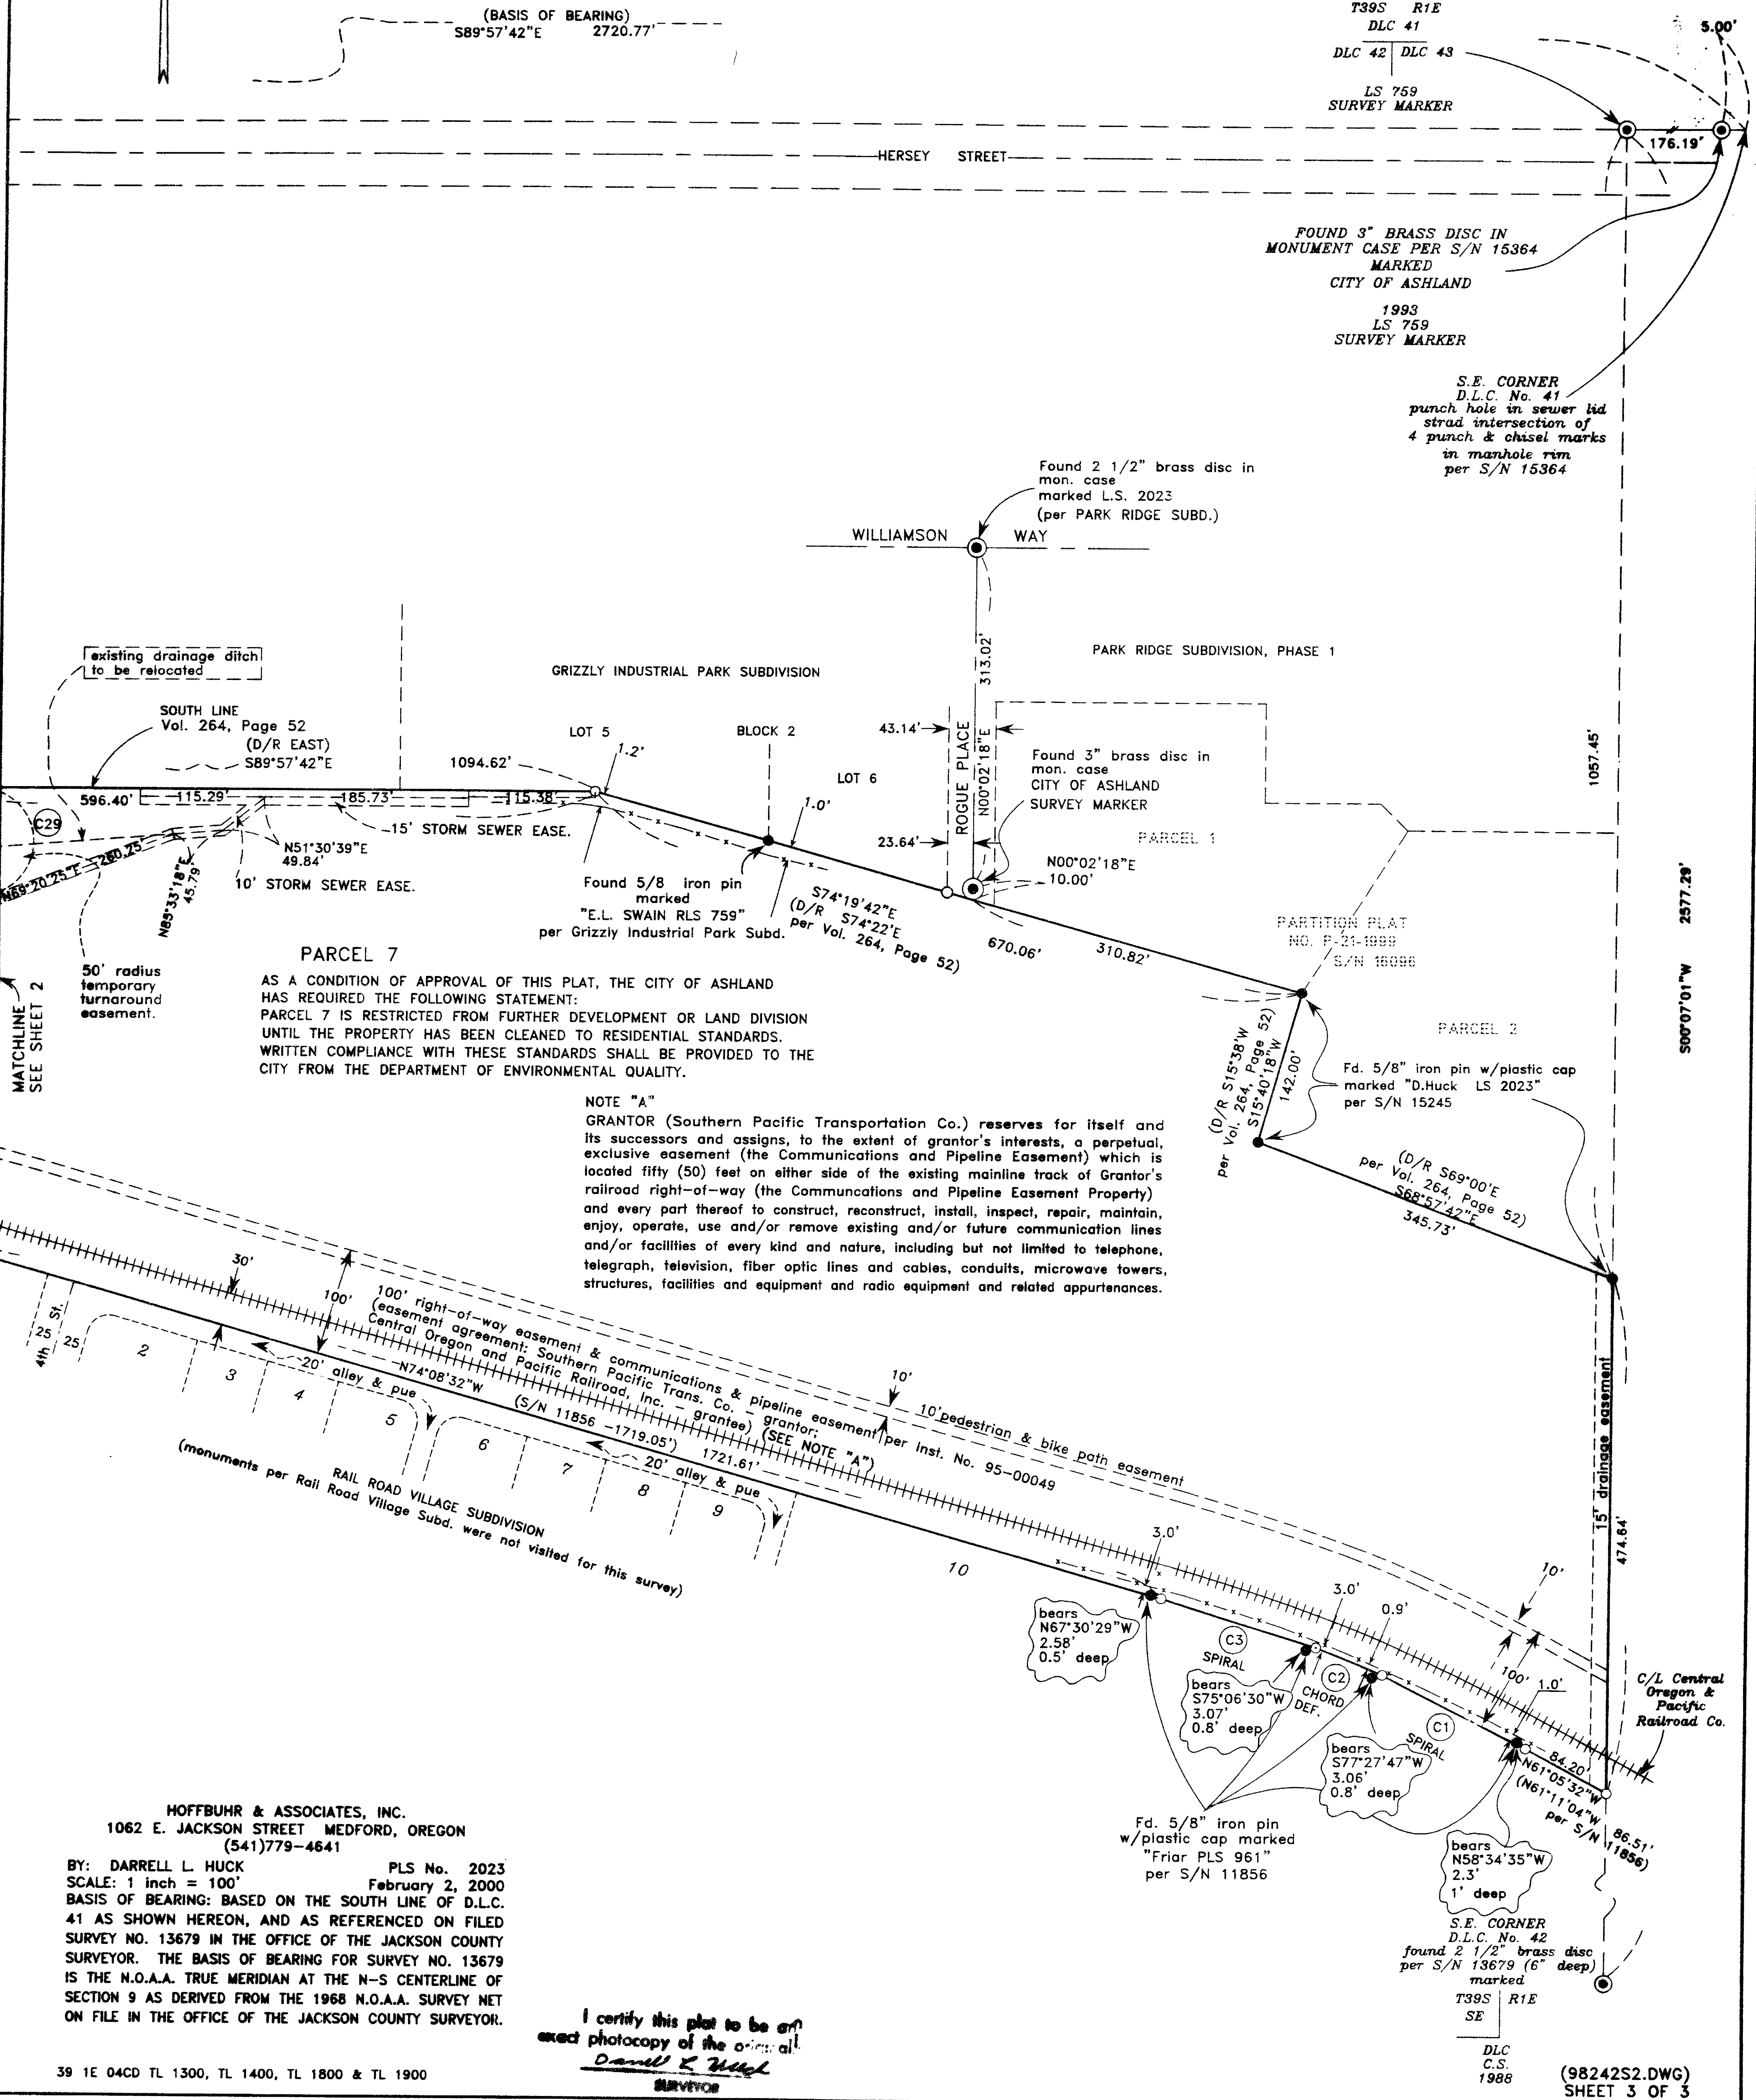 (BASIS OF BEARING)
S89°57'42"E 2720.77'
T39S R1E
DLC 41
DLC 42 DLC 43
LS 759
SURVEY MARKER
5.00'
176.19'
HERSEY STREET
FOUND 3" BRASS DISC IN
MONUMENT CASE PER S/N 15364
MARKED
CITY OF ASHLAND
1993
LS 759
SURVEY MARKER
S.E. CORNER
D.L.C. No. 41
punch hole in sewer lid
strad intersection of
4 punch & chisel marks
in manhole rim
per S/N 15364
Found 2 1/2" brass disc in
mon. case
marked L.S. 2023
(per PARK RIDGE SUBD.)
WILLIAMSON WAY
313.02'
PARK RIDGE SUBDIVISION, PHASE 1
GRIZZLY INDUSTRIAL PARK SUBDIVISION
existing drainage ditch
to be relocated
SOUTH LINE
Vol. 264, Page 52
(D/R EAST)
S89°57'42"E
1094.62'
LOT 5
1.2'
BLOCK 2
LOT 6
1.0'
43.14'
ROGUE PLACE
N00°02'18"E
23.64'
Found 3" brass disc in
mon. case
CITY OF ASHLAND
SURVEY MARKER
1057.45'
S00°07'01"W 2577.29'
596.40'
115.29'
185.73'
115.38'
C29
15' STORM SEWER EASE.
N51°30'39"E
49.84'
10' STORM SEWER EASE.
N69°20'25"E 260.25'
N85°33'18"E
45.79'
PARCEL 1
N00°02'18"E
10.00'
Found 5/8 iron pin
marked
"E.L. SWAIN RLS 759"
per Grizzly Industrial Park Subd.
S74°19'42"E
(D/R S74°22'E
per Vol. 264, Page 52)
670.06'
310.82'
PARTITION PLAT
NO. P-21-1999
S/N 16096
PARCEL 2
50' radius
temporary
turnaround
easement.
MATCHLINE
SEE SHEET 2
PARCEL 7
AS A CONDITION OF APPROVAL OF THIS PLAT, THE CITY OF ASHLAND
HAS REQUIRED THE FOLLOWING STATEMENT:
PARCEL 7 IS RESTRICTED FROM FURTHER DEVELOPMENT OR LAND DIVISION
UNTIL THE PROPERTY HAS BEEN CLEANED TO RESIDENTIAL STANDARDS.
WRITTEN COMPLIANCE WITH THESE STANDARDS SHALL BE PROVIDED TO THE
CITY FROM THE DEPARTMENT OF ENVIRONMENTAL QUALITY.
(D/R S15°38'W
per Vol. 264, Page 52)
S15°40'18"W
142.00'
Fd. 5/8" iron pin w/plastic cap
marked "D.Huck LS 2023"
per S/N 15245
(D/R S69°00'E
per Vol. 264, Page 52)
S68°57'42"E
345.73'
NOTE "A"
GRANTOR (Southern Pacific Transportation Co.) reserves for itself and
its successors and assigns, to the extent of grantor's interests, a perpetual,
exclusive easement (the Communications and Pipeline Easement) which is
located fifty (50) feet on either side of the existing mainline track of Grantor's
railroad right-of-way (the Communcations and Pipeline Easement Property)
and every part thereof to construct, reconstruct, install, inspect, repair, maintain,
enjoy, operate, use and/or remove existing and/or future communication lines
and/or facilities of every kind and nature, including but not limited to telephone,
telegraph, television, fiber optic lines and cables, conduits, microwave towers,
structures, facilities and equipment and radio equipment and related appurtenances.
30'
100'
100' right-of-way easement & communications & pipeline easement per Inst. No. 95-00049
(easement agreement: Southern Pacific Trans. Co. - grantor;
Central Oregon and Pacific Railroad, Inc. - grantee) (SEE NOTE "A")
10'
10' pedestrian & bike path easement
N74°08'32"W
(S/N 11856 -1719.05') 1721.61'
4th St.
25 25
2
3
4
5
6
7
8
9
10
20' alley & pue
20' alley & pue
RAIL ROAD VILLAGE SUBDIVISION
(monuments per Rail Road Village Subd. were not visited for this survey)
15' drainage easement
474.64'
3.0'
3.0'
0.9'
10'
100'
1.0'
bears
N67°30'29"W
2.58'
0.5' deep
C3
SPIRAL
bears
S75°06'30"W
3.07'
0.8' deep
C2
CHORD
DEF.
bears
S77°27'47"W
3.06'
0.8' deep
C1
SPIRAL
C/L Central
Oregon &
Pacific
Railroad Co.
84.20'
N61°05'32"W
(N61°11'04"W 86.51'
per S/N 11856)
Fd. 5/8" iron pin
w/plastic cap marked
"Friar PLS 961"
per S/N 11856
bears
N58°34'35"W
2.3'
1' deep
S.E. CORNER
D.L.C. No. 42
found 2 1/2" brass disc
per S/N 13679 (6" deep)
marked
T39S R1E
SE
DLC
C.S.
1988
HOFFBUHR & ASSOCIATES, INC.
1062 E. JACKSON STREET MEDFORD, OREGON
(541)779-4641
BY: DARRELL L. HUCK PLS No. 2023
SCALE: 1 inch = 100' February 2, 2000
BASIS OF BEARING: BASED ON THE SOUTH LINE OF D.L.C.
41 AS SHOWN HEREON, AND AS REFERENCED ON FILED
SURVEY NO. 13679 IN THE OFFICE OF THE JACKSON COUNTY
SURVEYOR. THE BASIS OF BEARING FOR SURVEY NO. 13679
IS THE N.O.A.A. TRUE MERIDIAN AT THE N-S CENTERLINE OF
SECTION 9 AS DERIVED FROM THE 1968 N.O.A.A. SURVEY NET
ON FILE IN THE OFFICE OF THE JACKSON COUNTY SURVEYOR.
I certify this plat to be an
exact photocopy of the original.
Darrell L Huck
SURVEYOR
39 1E 04CD TL 1300, TL 1400, TL 1800 & TL 1900
(98242S2.DWG)
SHEET 3 OF 3